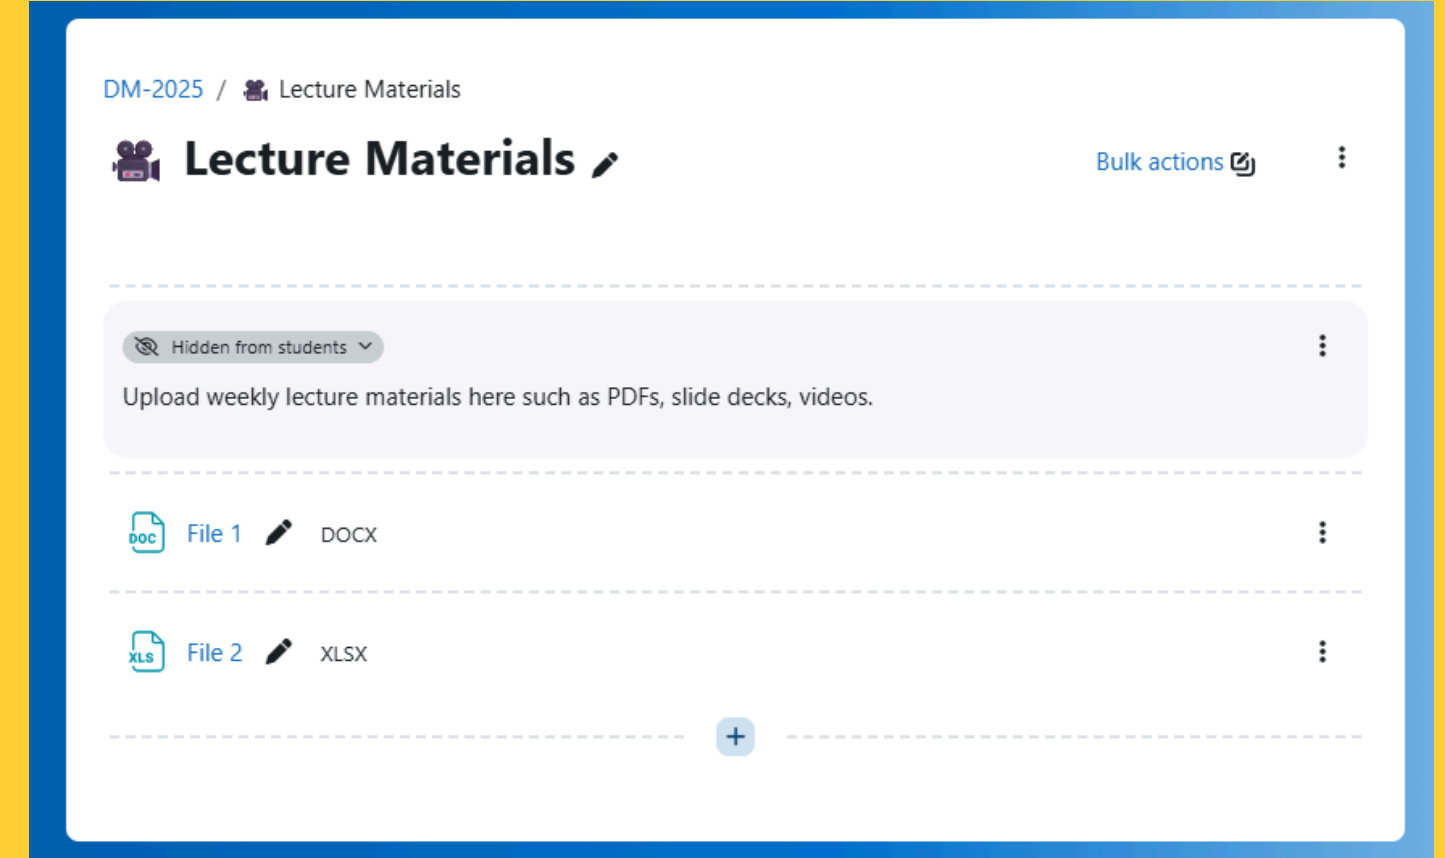 DM-2025 / Lecture Materials
Lecture Materials
Bulk actions
Hidden from students
Upload weekly lecture materials here such as PDFs, slide decks, videos.
DOC File 1 DOCX
XLS File 2 XLSX